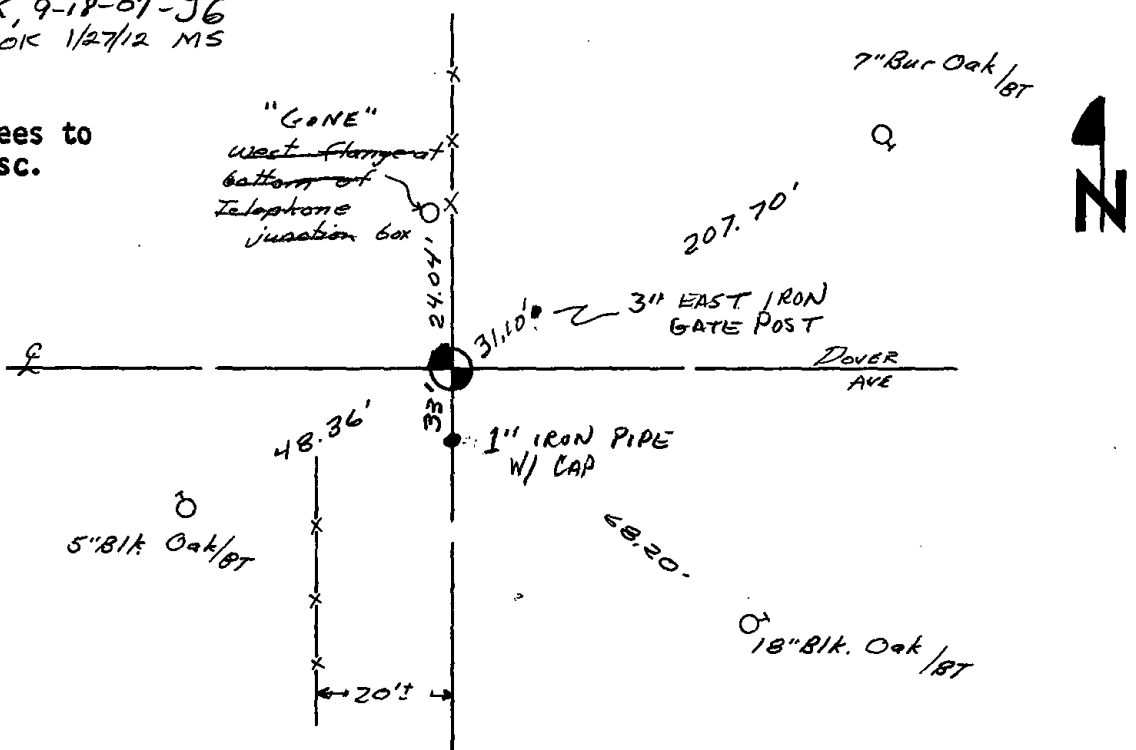 9-18-07-JG
OK 1/27/12 MS
ees to
sc.
"GONE"
west flange at
bottom of
Telephone
junction box
7" Bur Oak/BT
N
207.70'
24.04'
31.10'
3" EAST IRON
GATE POST
℄
DOVER
AVE
33'
48.36'
1" IRON PIPE
W/ CAP
5" Blk. Oak/BT
68.20
18" Blk. Oak/BT
20'±